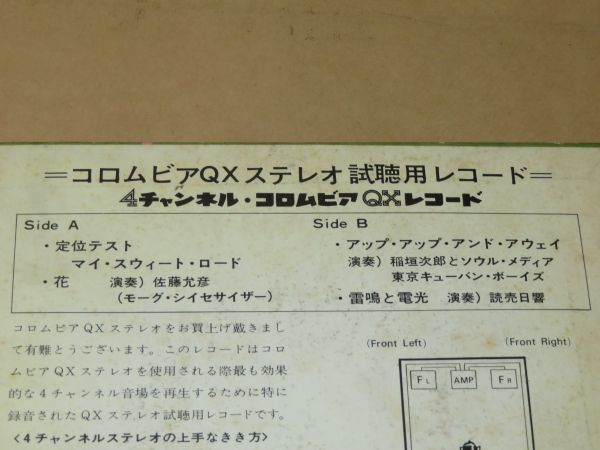 =コロムビアQXステレオ試聴用レコード=
4チャンネル・コロムビアQXレコード
Side A
・定位テスト
マイ・スウィート・ロード
・花 演奏)佐藤允彦
(モーグ・シイセサイザー)
Side B
・アップ・アップ・アンド・アウェイ
演奏)稲垣次郎とソウル・メディア
東京キューバン・ボーイズ
・雷鳴と電光 演奏)読売日響
コロムビアQXステレオをお買上げ戴きまし
て有難とうございます。このレコードはコロ
ムビアQXステレオを使用される際最も効果
的な4チャンネル音場を再生するために特に
録音されたQXステレオ試聴用レコードです。
〈4チャンネルステレオの上手なきき方〉
(Front Left) (Front Right)
FL AMP FR